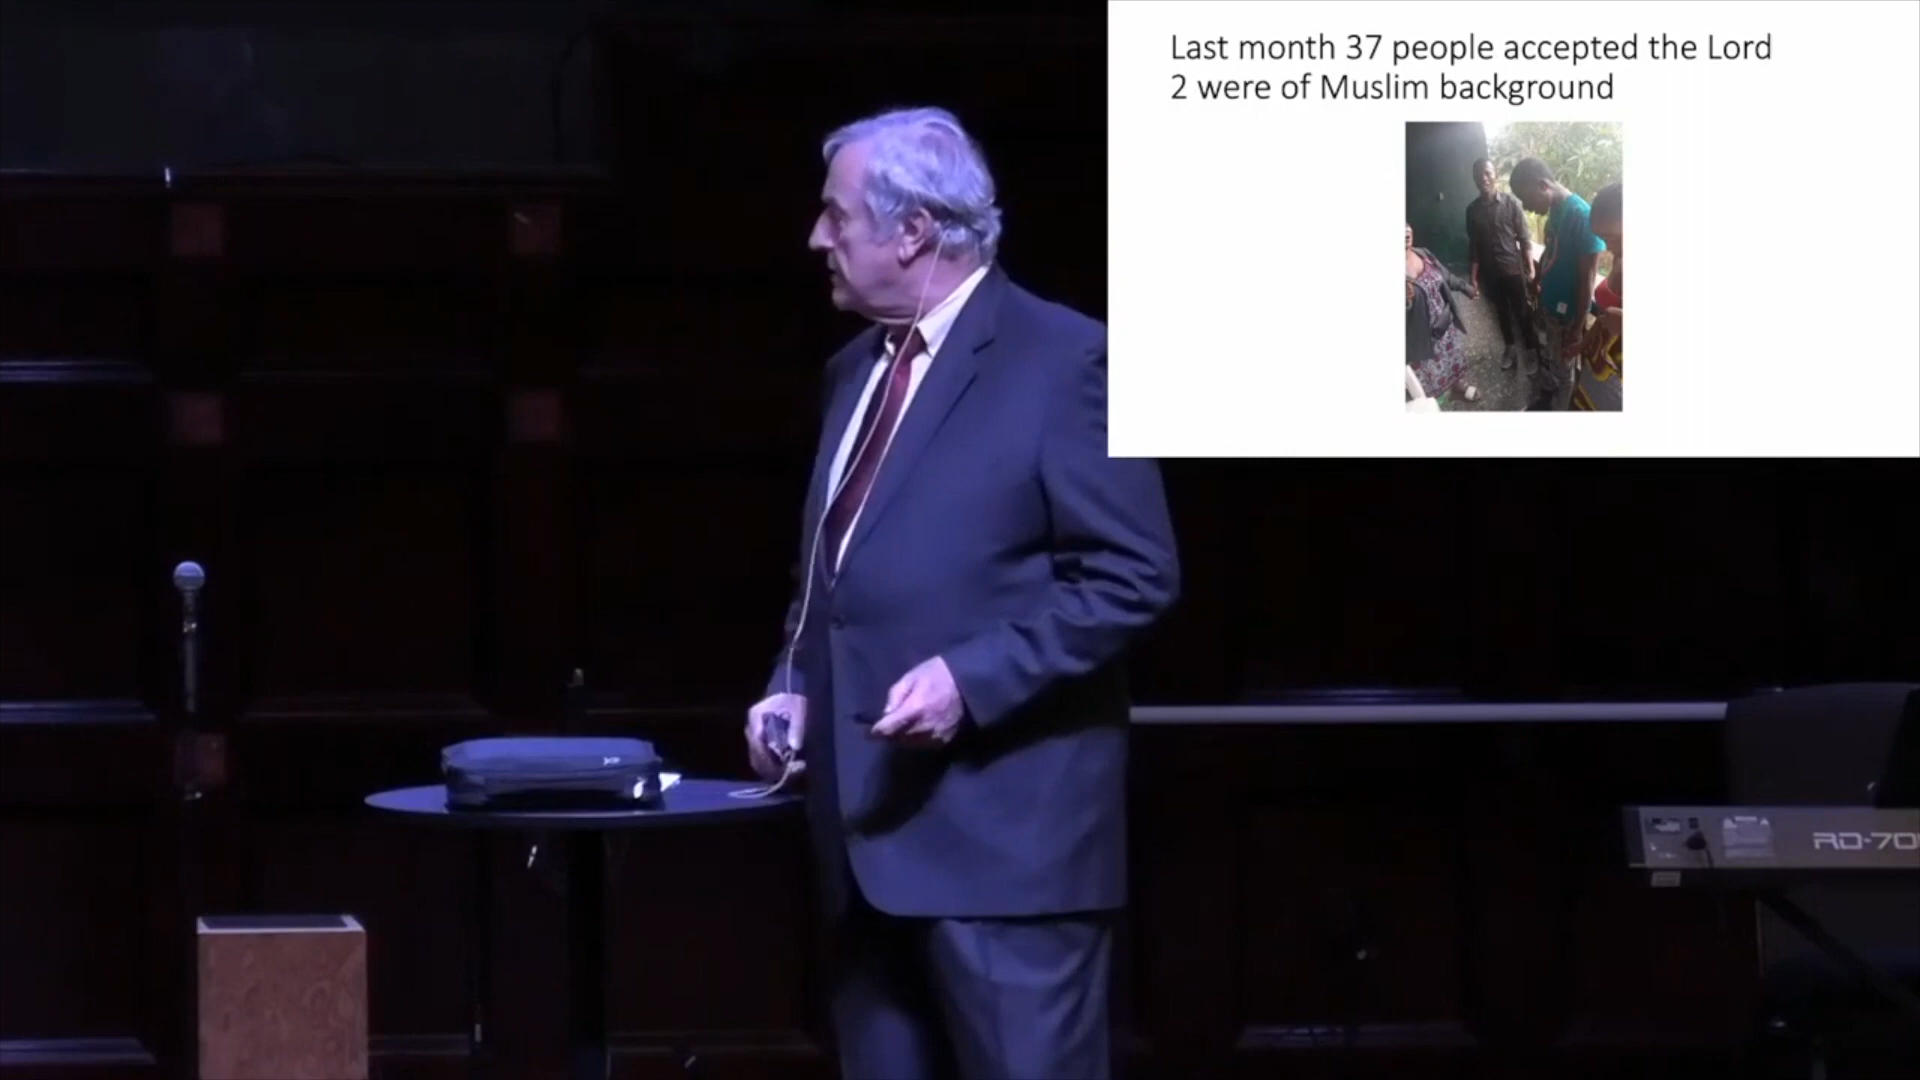 Last month 37 people accepted the Lord
2 were of Muslim background
RD-70